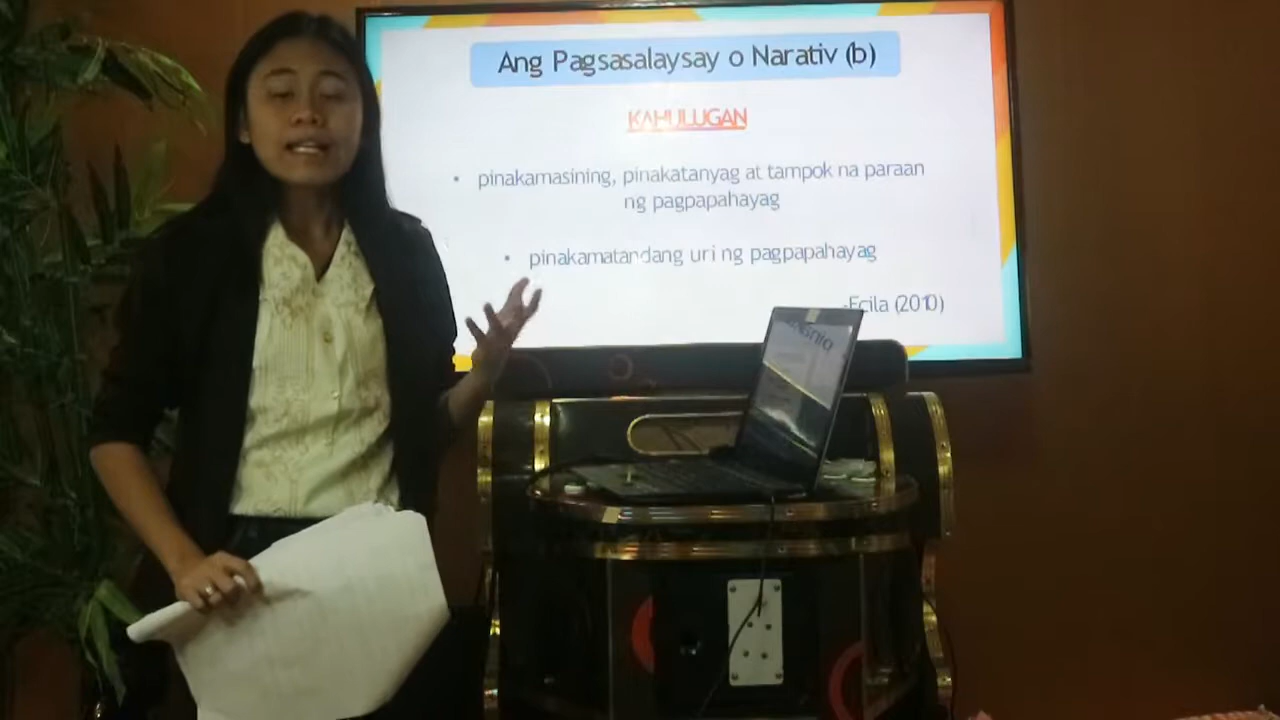 Ang Pagsasalaysay o Narativ (b)
KAHULUGAN
• pinakamasining, pinakatanyag at tampok na paraan
ng pagpapahayag
• pinakamatandang uri ng pagpapahayag
-Ecila (2010)